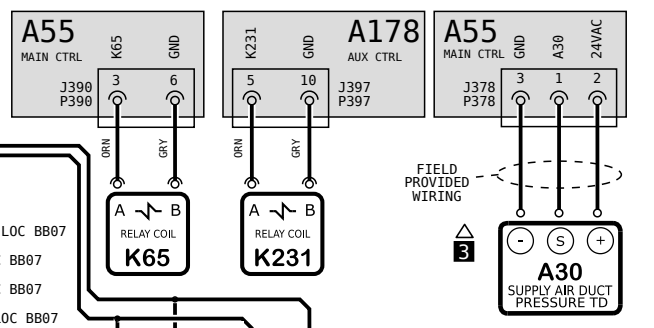 A55
MAIN CTRL
K65
GND
J390
P390
3
6
ORN
GRY
A
B
RELAY COIL
K65
A178
AUX CTRL
K231
GND
5
10
J397
P397
ORN
GRY
A
B
RELAY COIL
K231
A55
MAIN CTRL
GND
A30
24VAC
J378
P378
3
1
2
FIELD
PROVIDED
WIRING
3
-
S
+
A30
SUPPLY AIR DUCT
PRESSURE TD
LOC BB07
BB07
BB07
LOC BB07